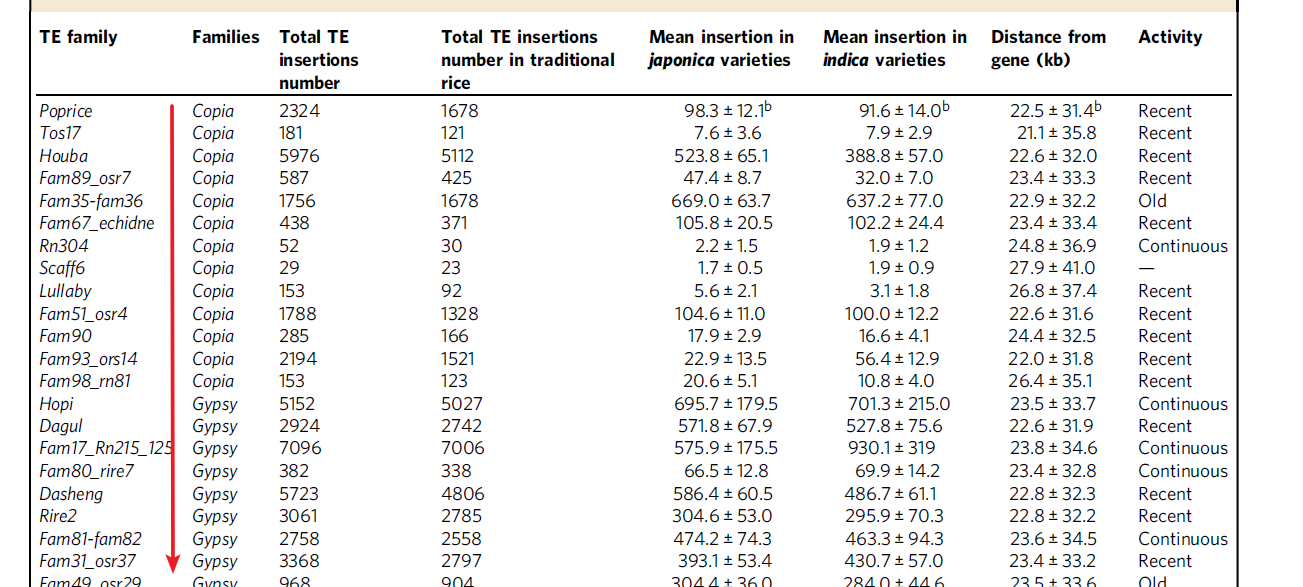 TE family Families Total TE Total TE insertions Mean insertion in Mean insertion in Distance from Activity
insertions number in traditional japonica varieties indica varieties gene (kb)
number rice
Poprice Copia 2324 1678 98.3 ± 12.1b 91.6 ± 14.0b 22.5 ± 31.4b Recent
Tos17 Copia 181 121 7.6 ± 3.6 7.9 ± 2.9 21.1 ± 35.8 Recent
Houba Copia 5976 5112 523.8 ± 65.1 388.8 ± 57.0 22.6 ± 32.0 Recent
Fam89_osr7 Copia 587 425 47.4 ± 8.7 32.0 ± 7.0 23.4 ± 33.3 Recent
Fam35-fam36 Copia 1756 1678 669.0 ± 63.7 637.2 ± 77.0 22.9 ± 32.2 Old
Fam67_echidne Copia 438 371 105.8 ± 20.5 102.2 ± 24.4 23.4 ± 33.4 Recent
Rn304 Copia 52 30 2.2 ± 1.5 1.9 ± 1.2 24.8 ± 36.9 Continuous
Scaff6 Copia 29 23 1.7 ± 0.5 1.9 ± 0.9 27.9 ± 41.0 —
Lullaby Copia 153 92 5.6 ± 2.1 3.1 ± 1.8 26.8 ± 37.4 Recent
Fam51_osr4 Copia 1788 1328 104.6 ± 11.0 100.0 ± 12.2 22.6 ± 31.6 Recent
Fam90 Copia 285 166 17.9 ± 2.9 16.6 ± 4.1 24.4 ± 32.5 Recent
Fam93_ors14 Copia 2194 1521 22.9 ± 13.5 56.4 ± 12.9 22.0 ± 31.8 Recent
Fam98_rn81 Copia 153 123 20.6 ± 5.1 10.8 ± 4.0 26.4 ± 35.1 Recent
Hopi Gypsy 5152 5027 695.7 ± 179.5 701.3 ± 215.0 23.5 ± 33.7 Continuous
Dagul Gypsy 2924 2742 571.8 ± 67.9 527.8 ± 75.6 22.6 ± 31.9 Recent
Fam17_Rn215_125 Gypsy 7096 7006 575.9 ± 175.5 930.1 ± 319 23.8 ± 34.6 Continuous
Fam80_rire7 Gypsy 382 338 66.5 ± 12.8 69.9 ± 14.2 23.4 ± 32.8 Continuous
Dasheng Gypsy 5723 4806 586.4 ± 60.5 486.7 ± 61.1 22.8 ± 32.3 Recent
Rire2 Gypsy 3061 2785 304.6 ± 53.0 295.9 ± 70.3 22.8 ± 32.2 Recent
Fam81-fam82 Gypsy 2758 2558 474.2 ± 74.3 463.3 ± 94.3 23.6 ± 34.5 Continuous
Fam31_osr37 Gypsy 3368 2797 393.1 ± 53.4 430.7 ± 57.0 23.4 ± 33.2 Recent
Fam49_osr29 Gypsy 968 904 304.4 ± 36.0 284.0 ± 44.6 23.5 ± 33.6 Old